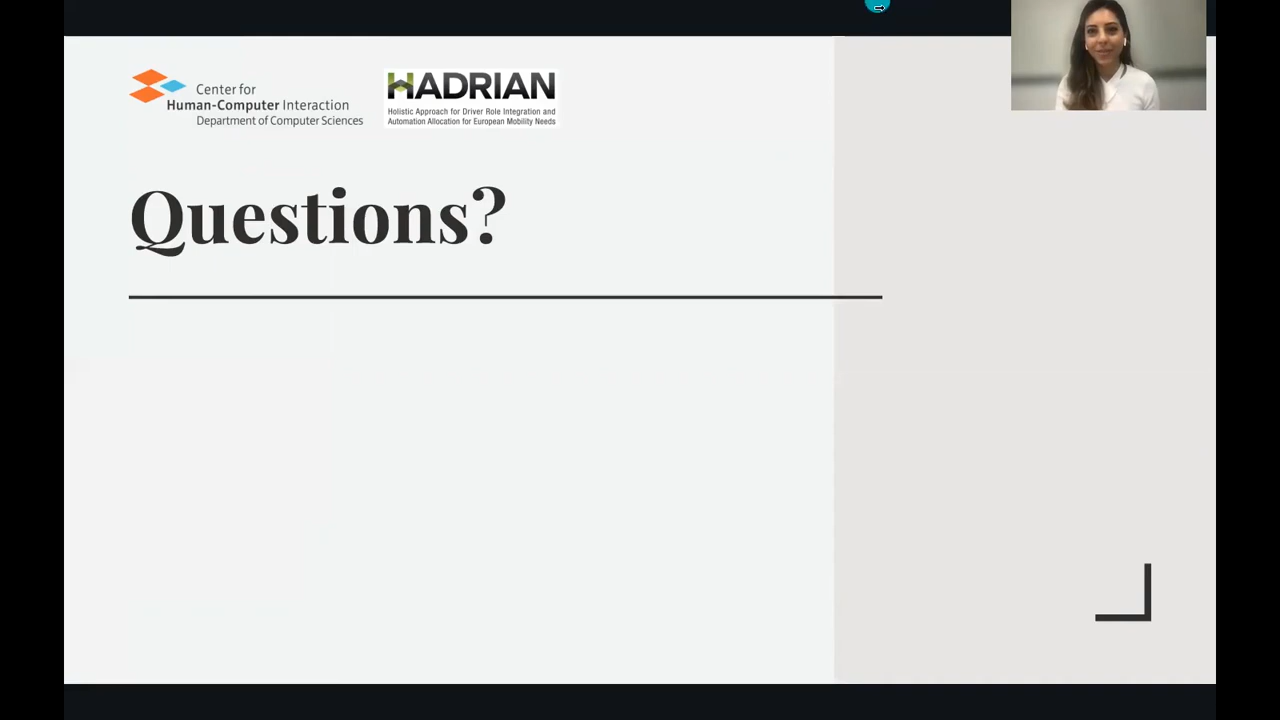 Center for
Human-Computer Interaction
Department of Computer Sciences
HADRIAN
Holistic Approach for Driver Role Integration and
Automation Allocation for European Mobility Needs
Questions?